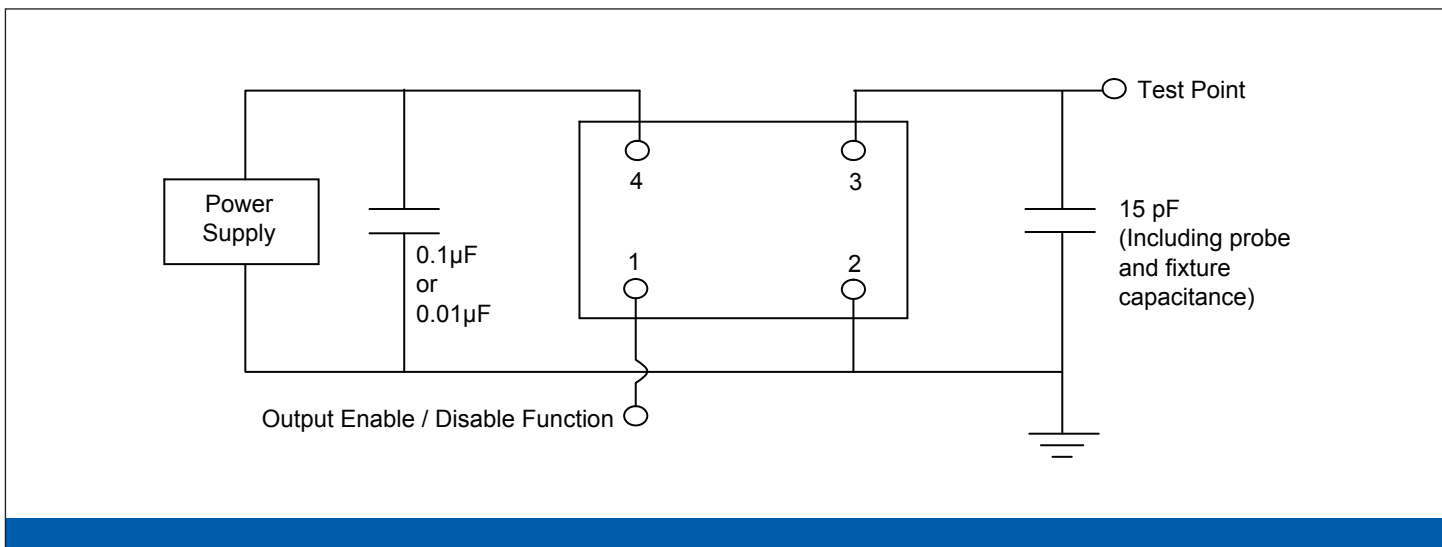 Test Point
4
3
Power
Supply
15 pF
(Including probe
and fixture
capacitance)
0.1µF
or
0.01µF
1
2
Output Enable / Disable Function